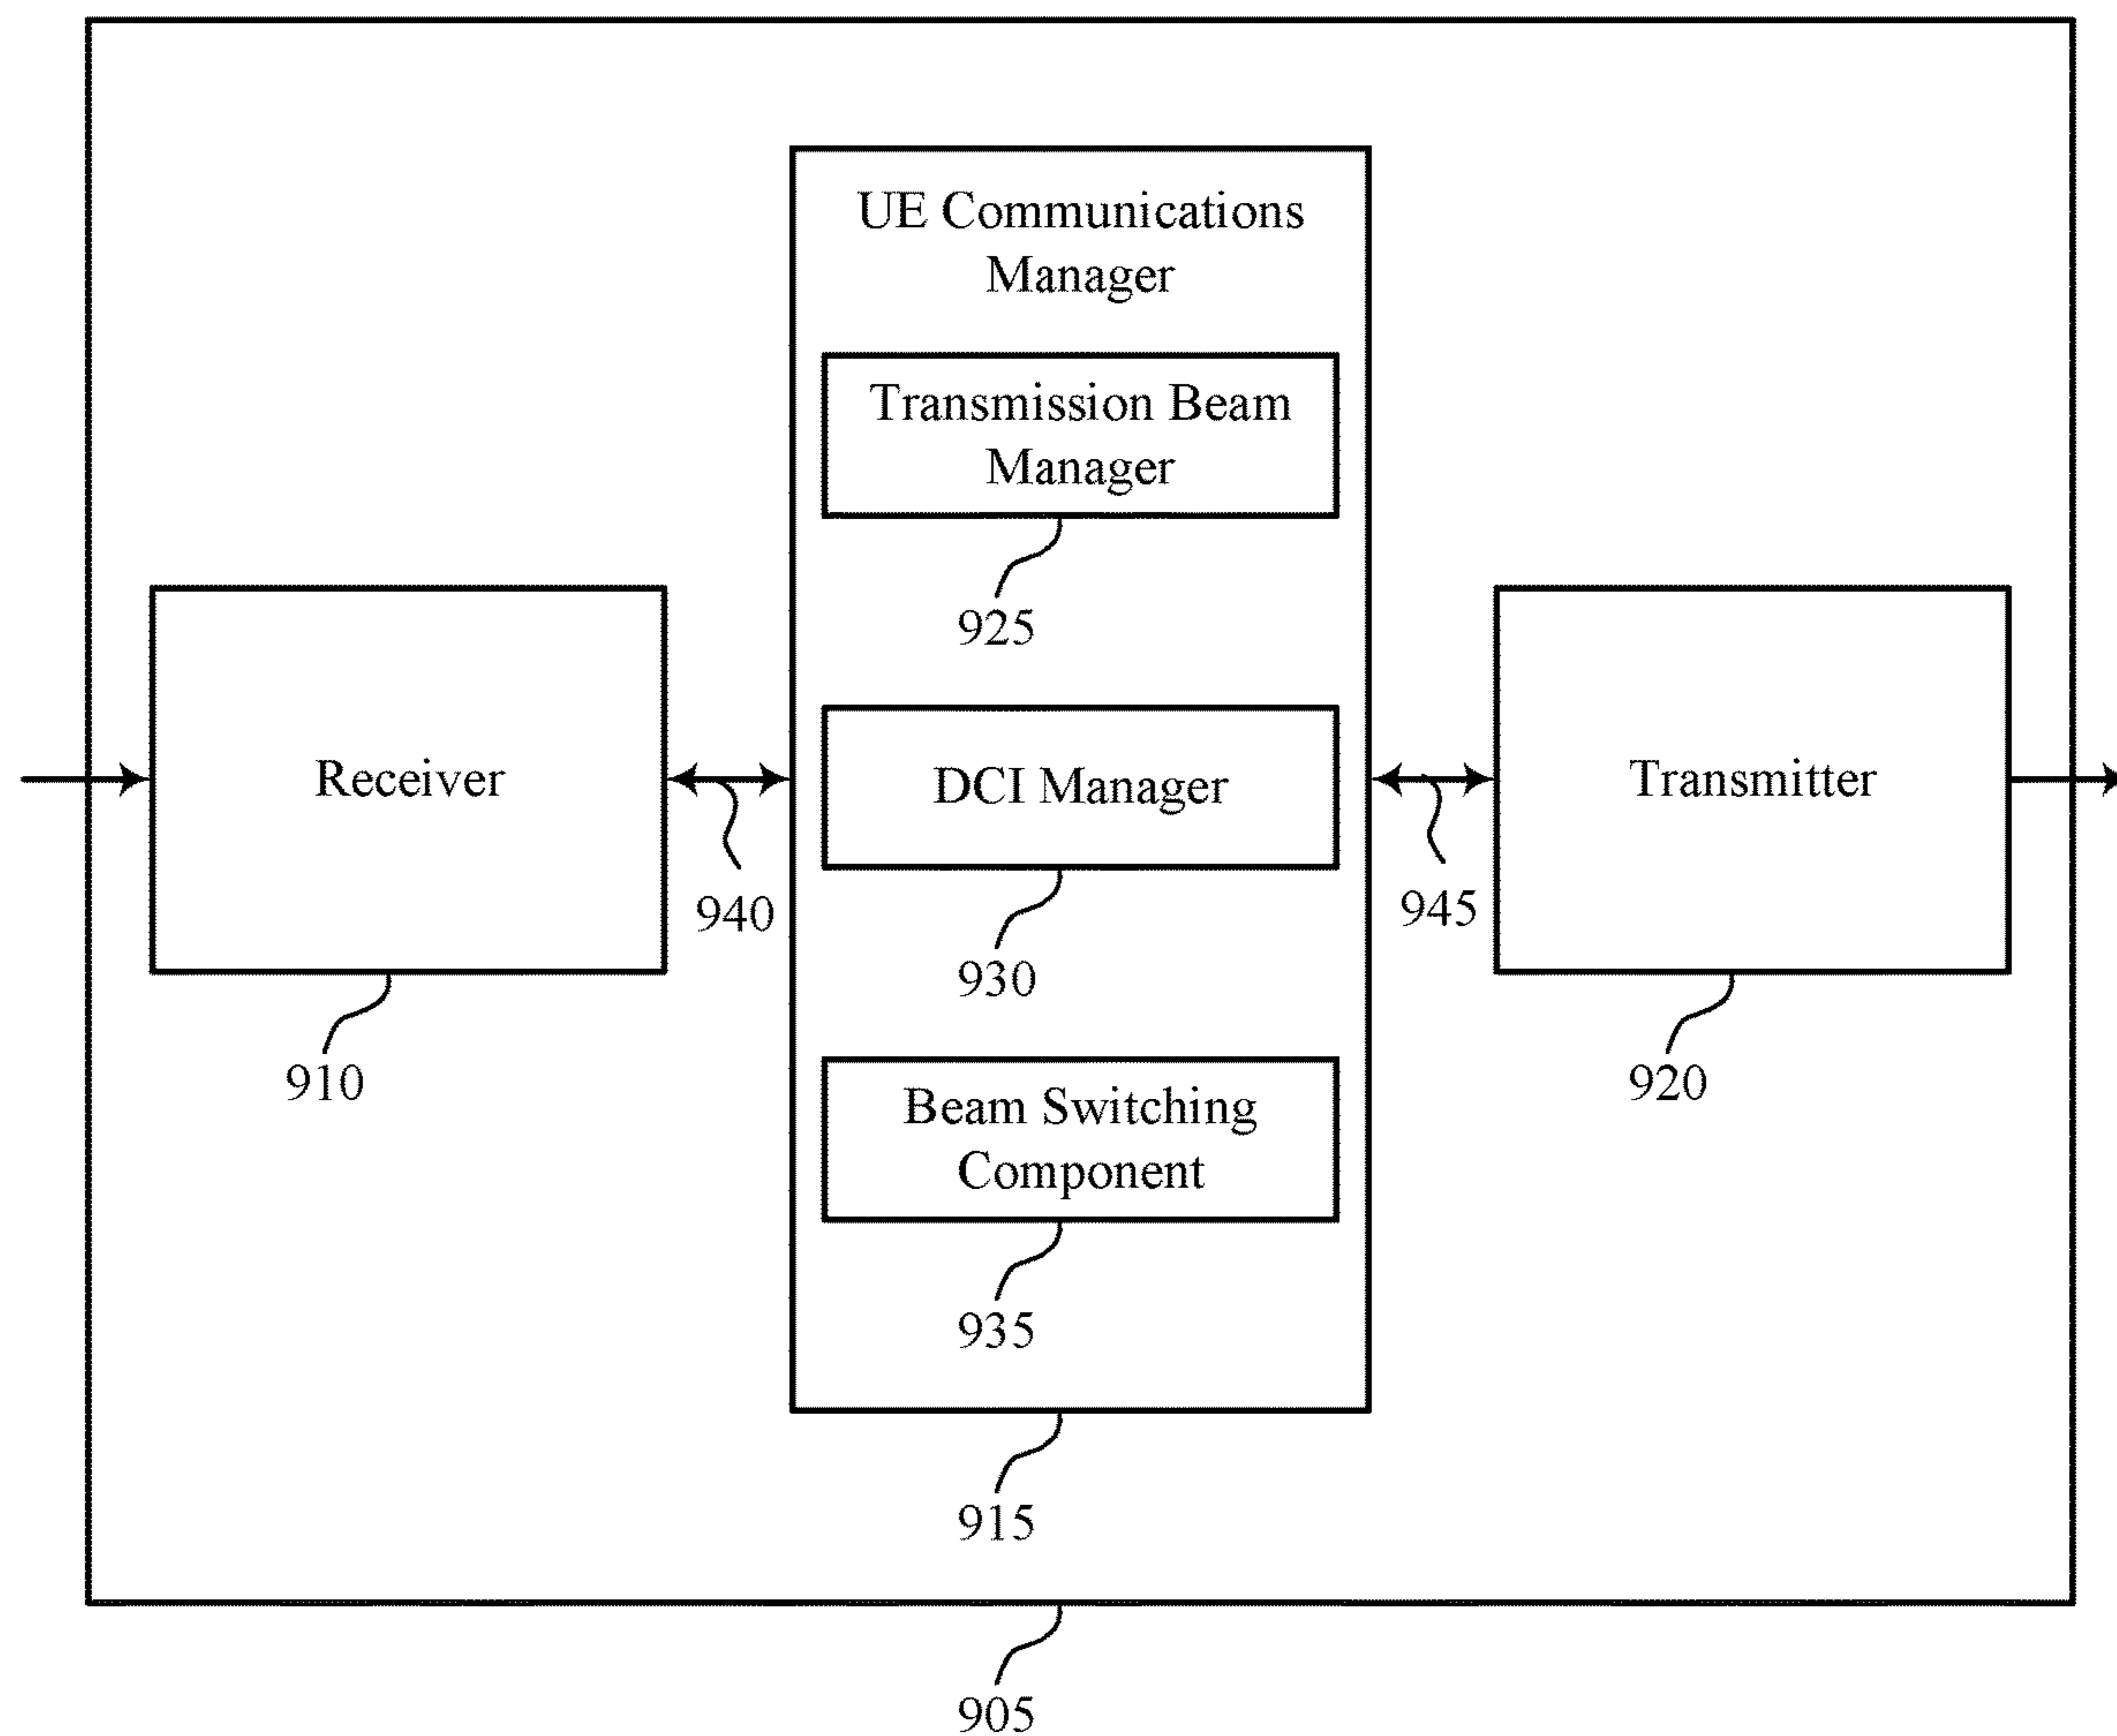 UE Communications
Manager
Transmission Beam
Manager
925
Receiver
DCI Manager
Transmitter
940
945
930
910
920
Beam Switching
Component
935
915
905